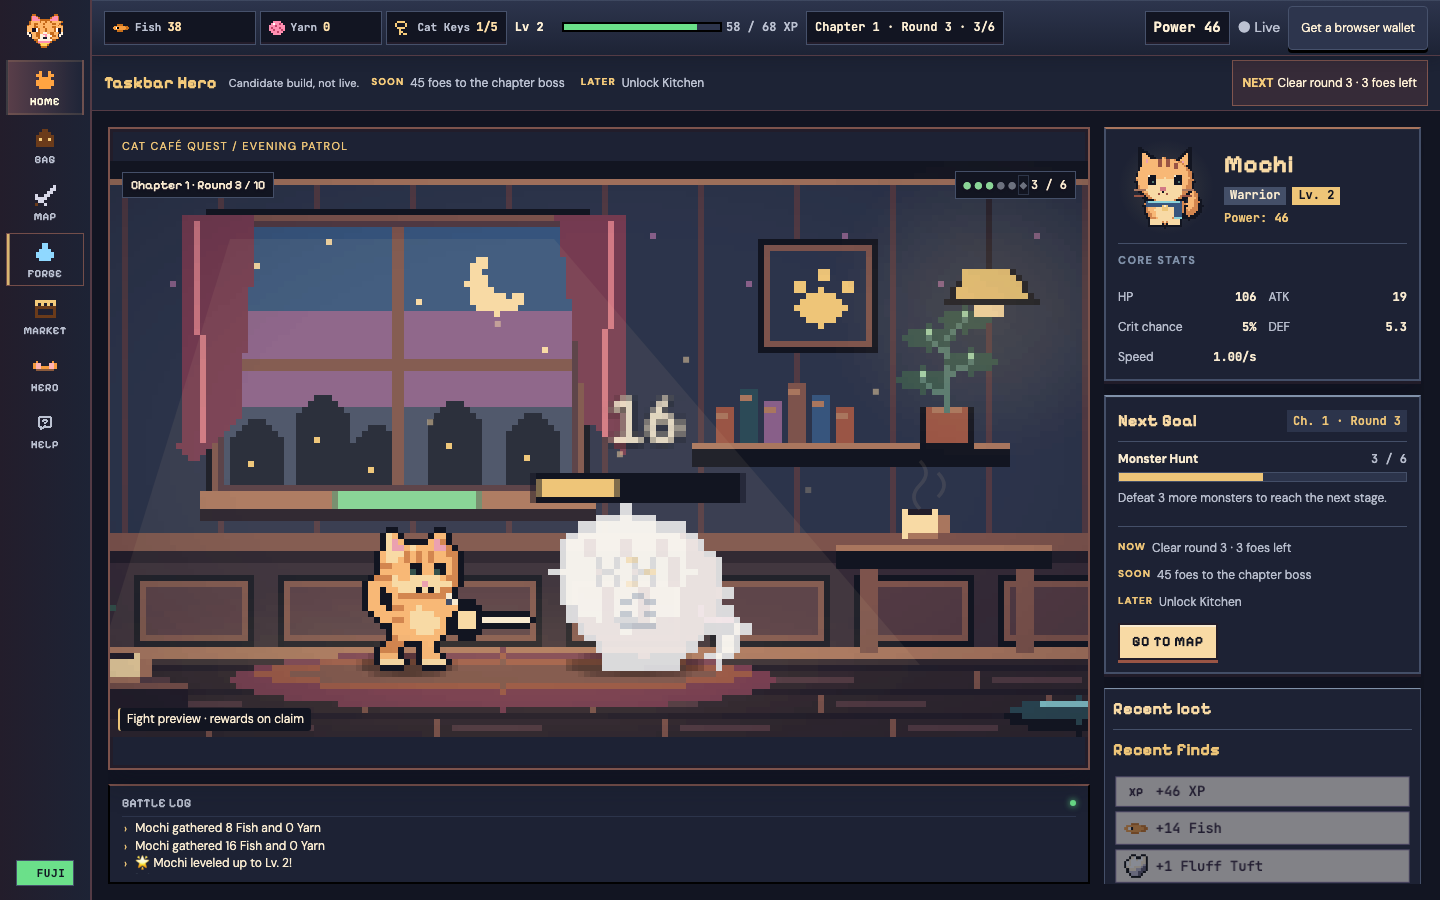 Fish 38
Yarn 0
Cat Keys 1/5
Lv 2
58 / 68 XP
Chapter 1 · Round 3 · 3/6
Power 46
Live
Get a browser wallet
Taskbar Hero
Candidate build, not live.
SOON 45 foes to the chapter boss
LATER Unlock Kitchen
NEXT Clear round 3 · 3 foes left
HOME
BAG
MAP
FORGE
MARKET
HERO
HELP
FUJI
CAT CAFÉ QUEST / EVENING PATROL
Chapter 1 · Round 3 / 10
3 / 6
16
Fight preview · rewards on claim
BATTLE LOG
› Mochi gathered 8 Fish and 0 Yarn
› Mochi gathered 16 Fish and 0 Yarn
› 🌟 Mochi leveled up to Lv. 2!
Mochi
Warrior Lv. 2
Power: 46
CORE STATS
HP 106 ATK 19
Crit chance 5% DEF 5.3
Speed 1.00/s
Next Goal
Ch. 1 · Round 3
Monster Hunt 3 / 6
Defeat 3 more monsters to reach the next stage.
NOW Clear round 3 · 3 foes left
SOON 45 foes to the chapter boss
LATER Unlock Kitchen
GO TO MAP
Recent loot
Recent finds
XP +46 XP
+14 Fish
+1 Fluff Tuft